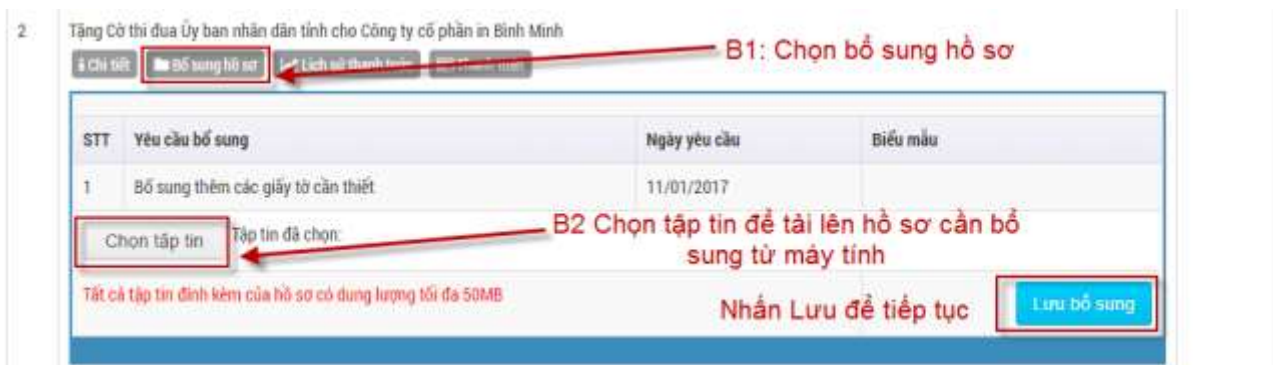 2 Tặng Cờ thi đua Ủy ban nhân dân tỉnh cho Công ty cổ phần in Bình Minh
B1: Chọn bổ sung hồ sơ
Chi tiết Bổ sung hồ sơ Lịch sử thanh
STT Yêu cầu bổ sung Ngày yêu cầu Biểu mẫu
1 Bổ sung thêm các giấy tờ cần thiết 11/01/2017
Chọn tập tin Tập tin đã chọn:
B2 Chọn tập tin để tải lên hồ sơ cần bổ
sung từ máy tính
Tất cả tập tin đính kèm của hồ sơ có dung lượng tối đa 50MB
Nhấn Lưu để tiếp tục Lưu bổ sung